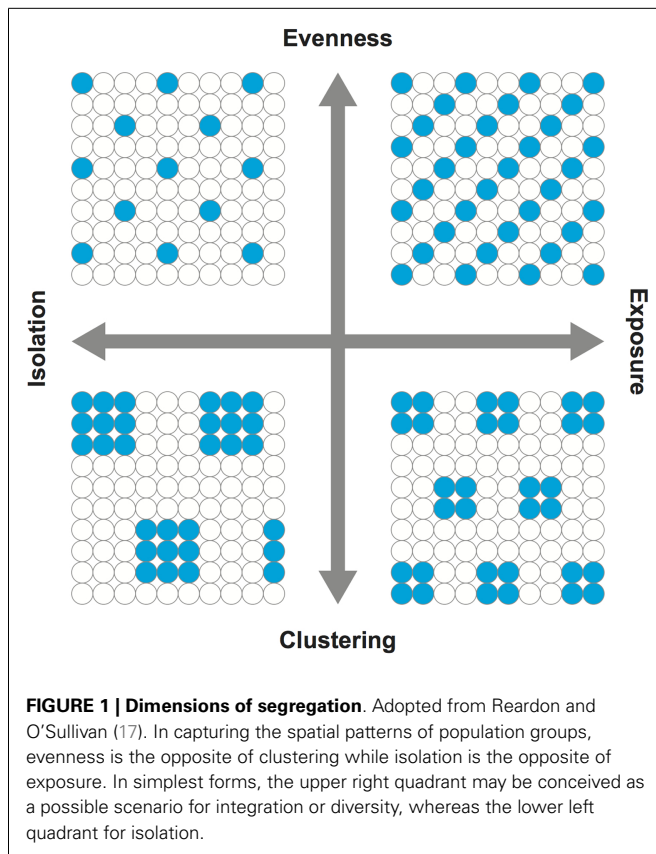 Evenness
Isolation
Exposure
Clustering
FIGURE 1 | Dimensions of segregation. Adopted from Reardon and
O’Sullivan (17). In capturing the spatial patterns of population groups,
evenness is the opposite of clustering while isolation is the opposite of
exposure. In simplest forms, the upper right quadrant may be conceived as
a possible scenario for integration or diversity, whereas the lower left
quadrant for isolation.